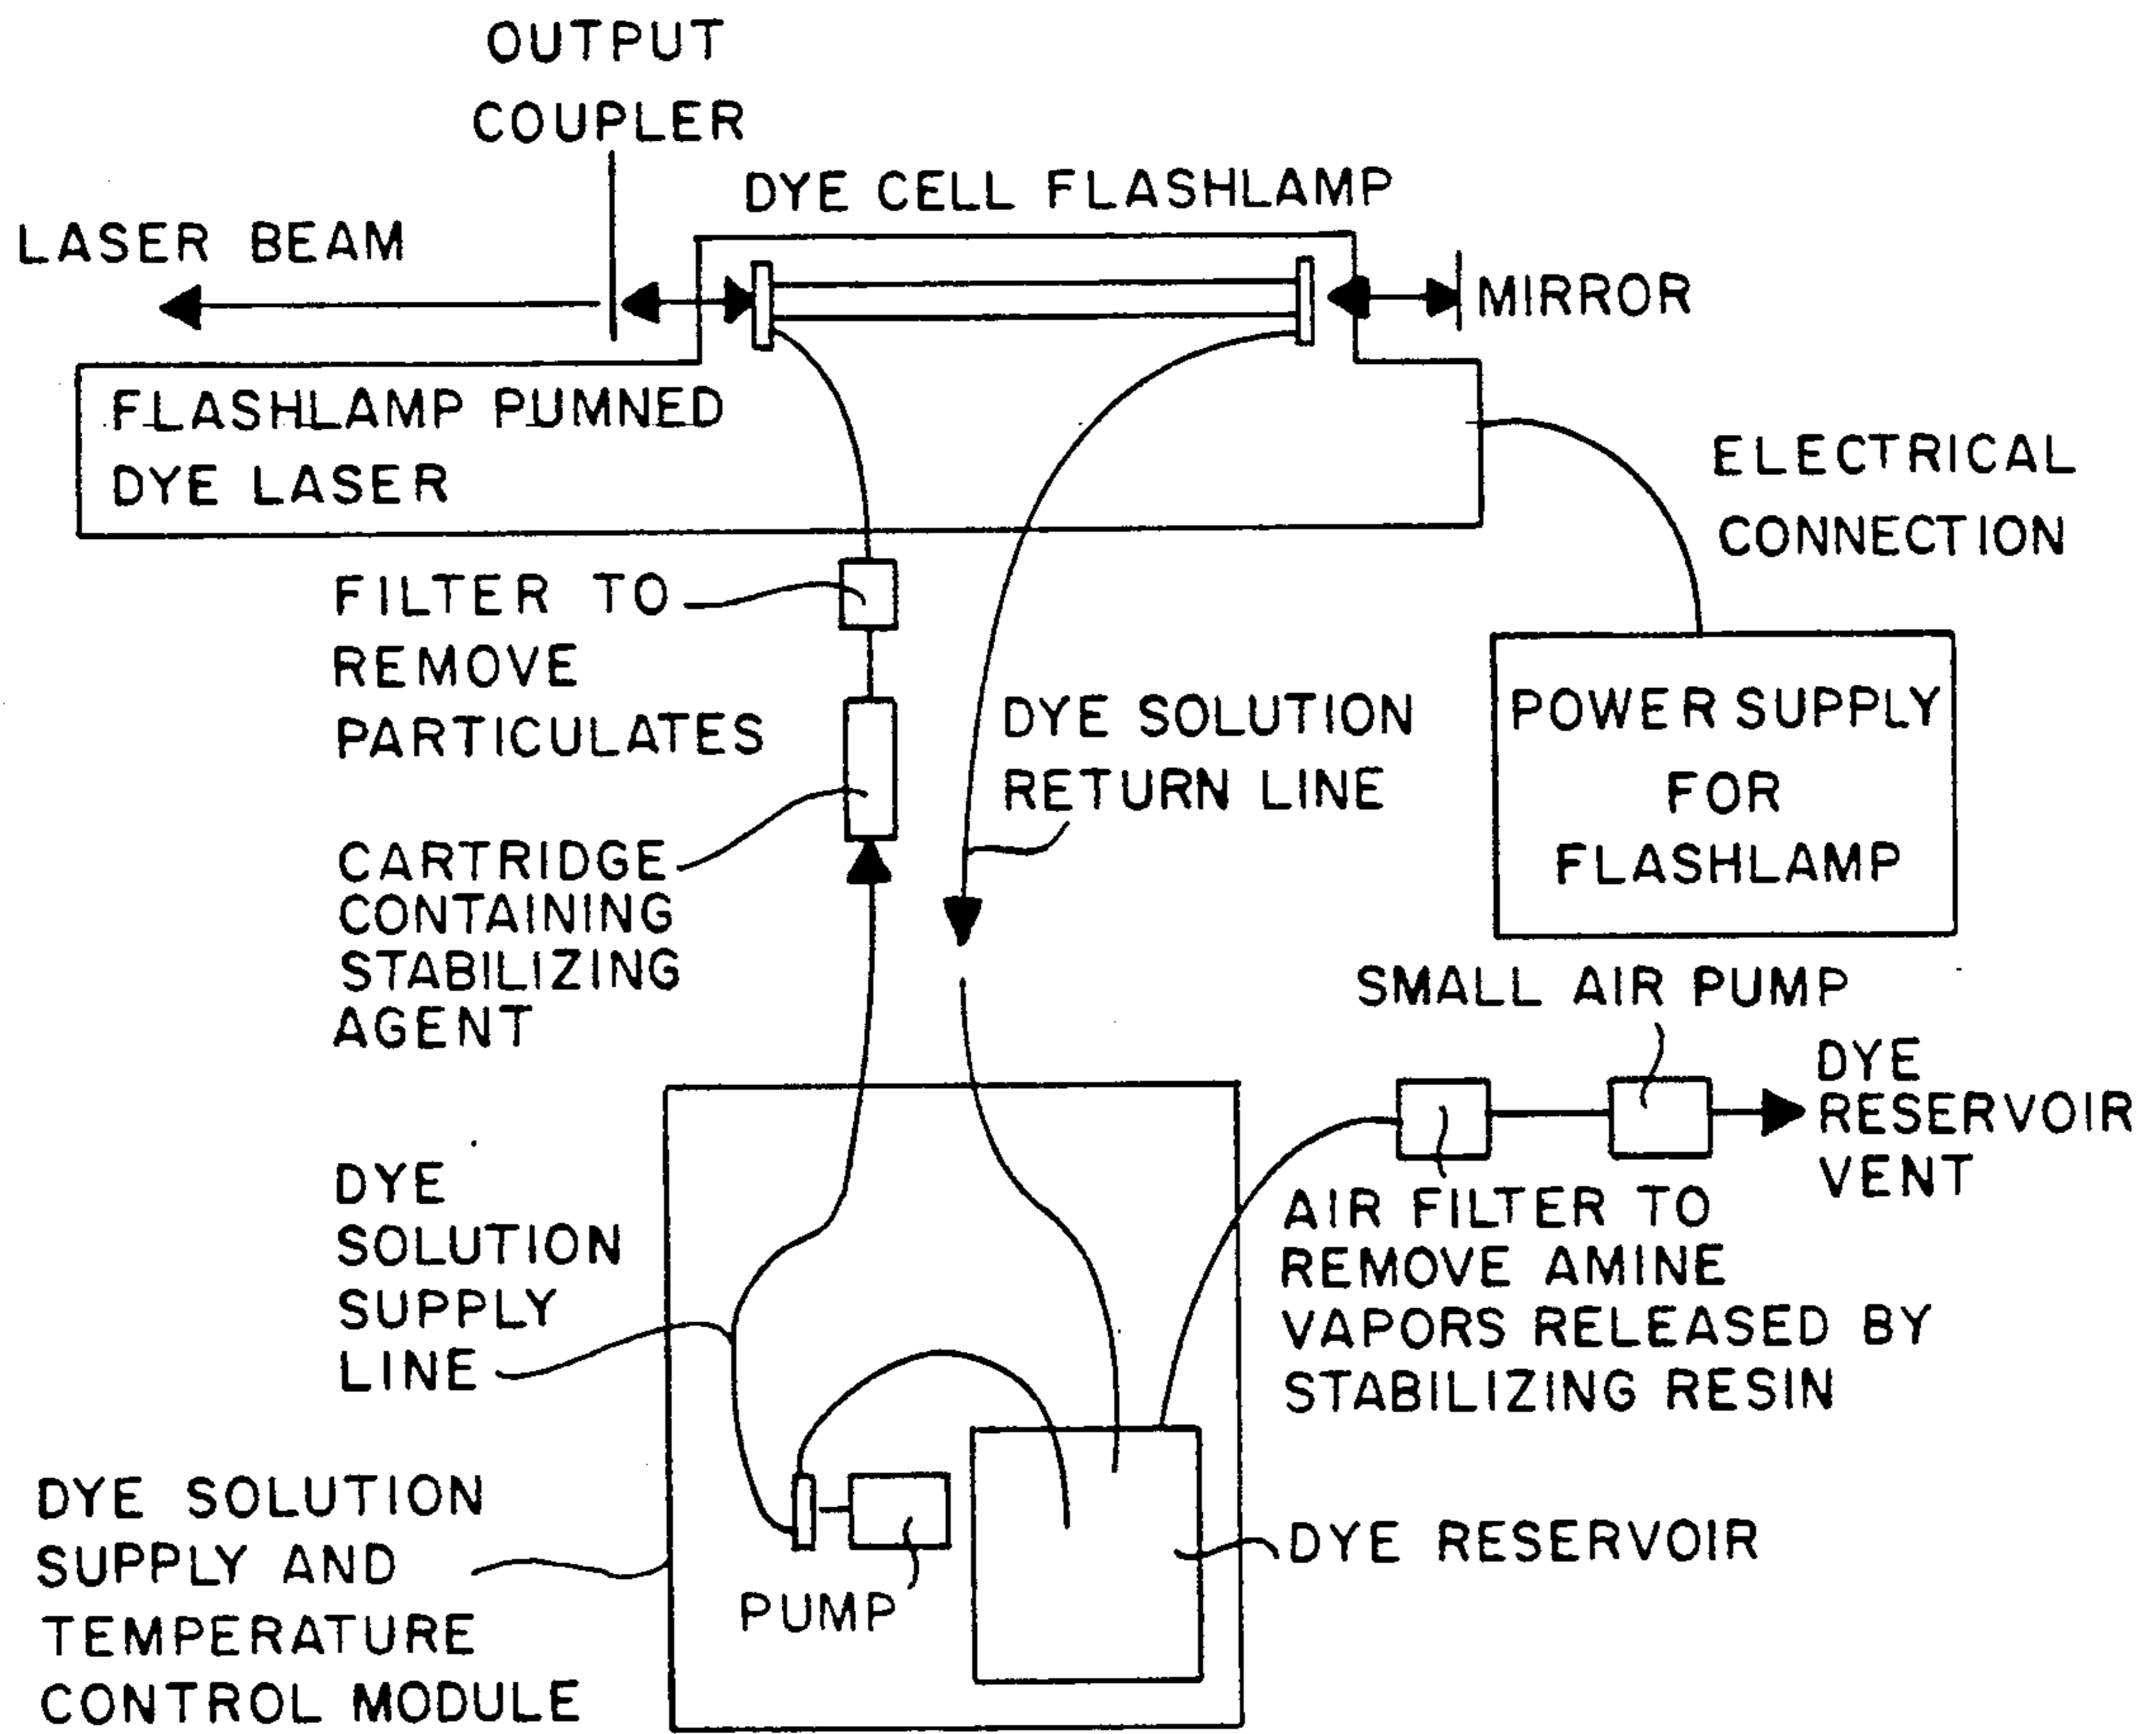 OUTPUT
COUPLER
DYE CELL FLASHLAMP
LASER BEAM
MIRROR
FLASHLAMP PUMNED
DYE LASER
ELECTRICAL
CONNECTION
FILTER TO
REMOVE
PARTICULATES
DYE SOLUTION
RETURN LINE
POWER SUPPLY
FOR
FLASHLAMP
CARTRIDGE
CONTAINING
STABILIZING
AGENT
SMALL AIR PUMP
DYE
RESERVOIR
VENT
DYE
SOLUTION
SUPPLY
LINE
AIR FILTER TO
REMOVE AMINE
VAPORS RELEASED BY
STABILIZING RESIN
DYE SOLUTION
SUPPLY AND
TEMPERATURE
CONTROL MODULE
PUMP
DYE RESERVOIR